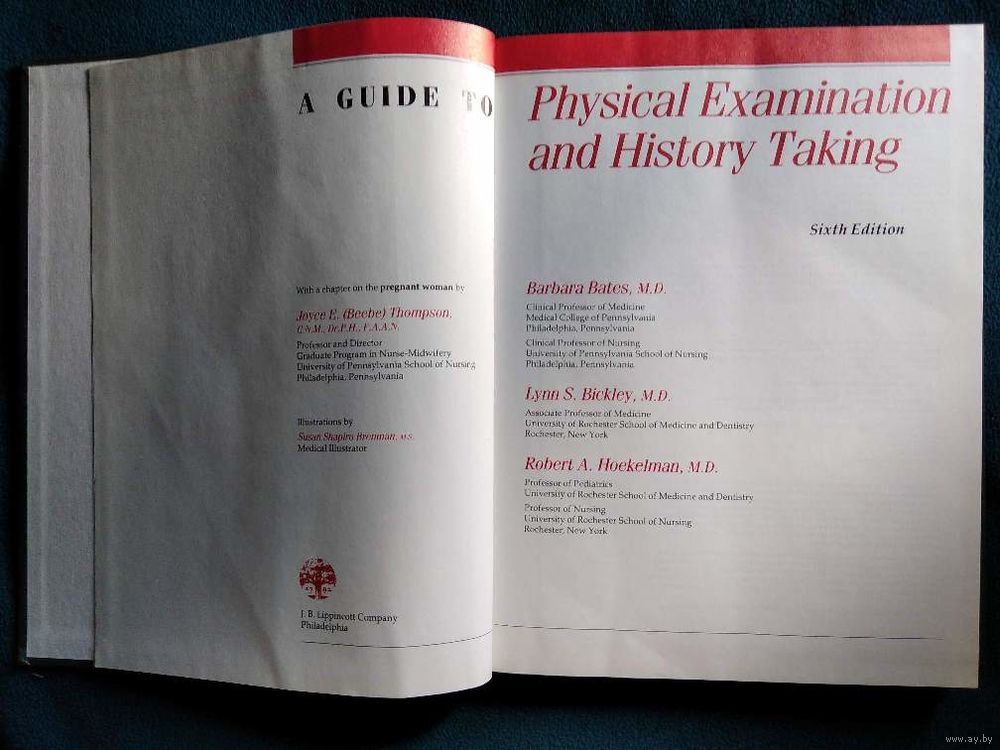 A GUIDE TO
With a chapter on the pregnant woman by
Joyce E. (Beebe) Thompson,
C.N.M., Dr.P.H., F.A.A.N.
Professor and Director
Graduate Program in Nurse-Midwifery
University of Pennsylvania School of Nursing
Philadelphia, Pennsylvania
Illustrations by
Susan Shapiro Brenman, M.S.
Medical Illustrator
J. B. Lippincott Company
Philadelphia
Physical Examination
and History Taking
Sixth Edition
Barbara Bates, M.D.
Clinical Professor of Medicine
Medical College of Pennsylvania
Philadelphia, Pennsylvania
Clinical Professor of Nursing
University of Pennsylvania School of Nursing
Philadelphia, Pennsylvania
Lynn S. Bickley, M.D.
Associate Professor of Medicine
University of Rochester School of Medicine and Dentistry
Rochester, New York
Robert A. Hoekelman, M.D.
Professor of Pediatrics
University of Rochester School of Medicine and Dentistry
Professor of Nursing
University of Rochester School of Nursing
Rochester, New York
www.ay.by